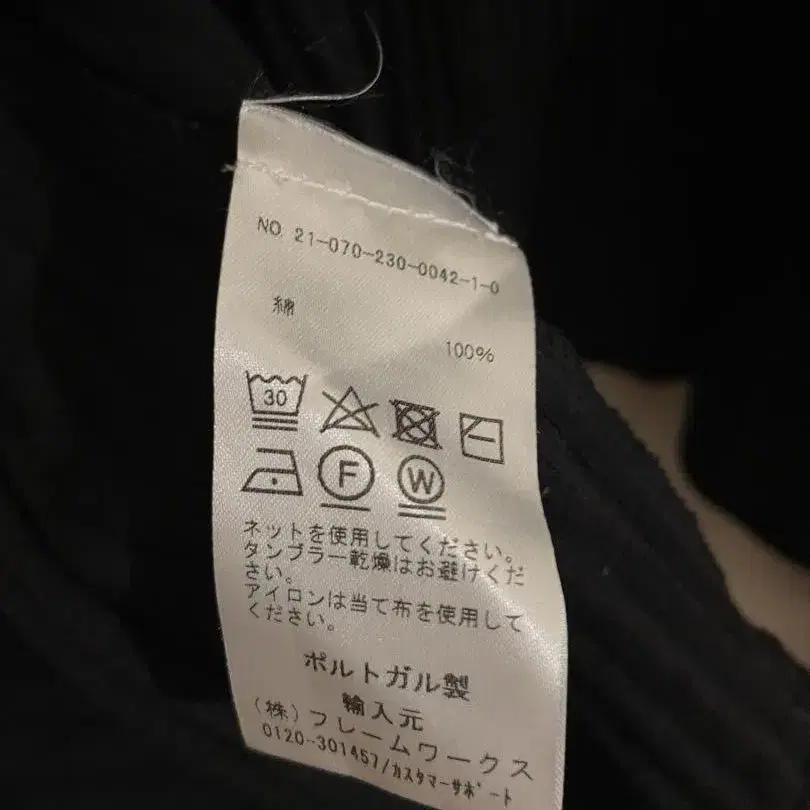 NO. 21-070-230-0042-1-0
綿
100%
30
F
W
ネットを使用してください。
タンブラー乾燥はお避けくだ
さい。
アイロンは当て布を使用して
ください。
ポルトガル製
輸入元
(株)フレームワークス
0120-301457/ｶｽﾀﾏｰｻﾎﾟｰﾄ